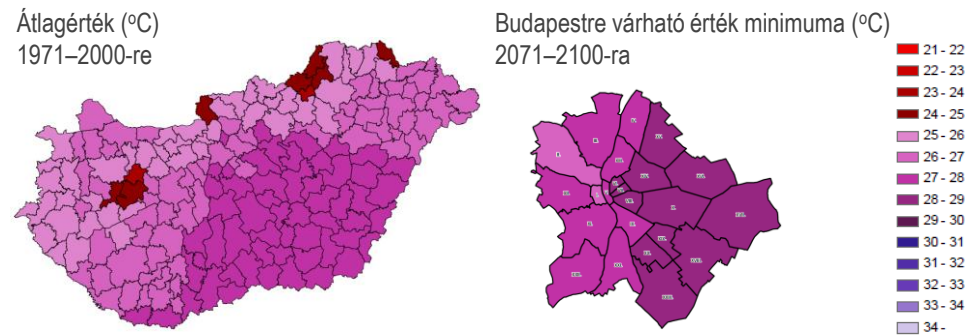 Átlagérték (ºC)
1971–2000-re
Budapestre várható érték minimuma (ºC)
2071–2100-ra
21 - 22
22 - 23
23 - 24
24 - 25
25 - 26
26 - 27
27 - 28
28 - 29
29 - 30
30 - 31
31 - 32
32 - 33
33 - 34
34 -